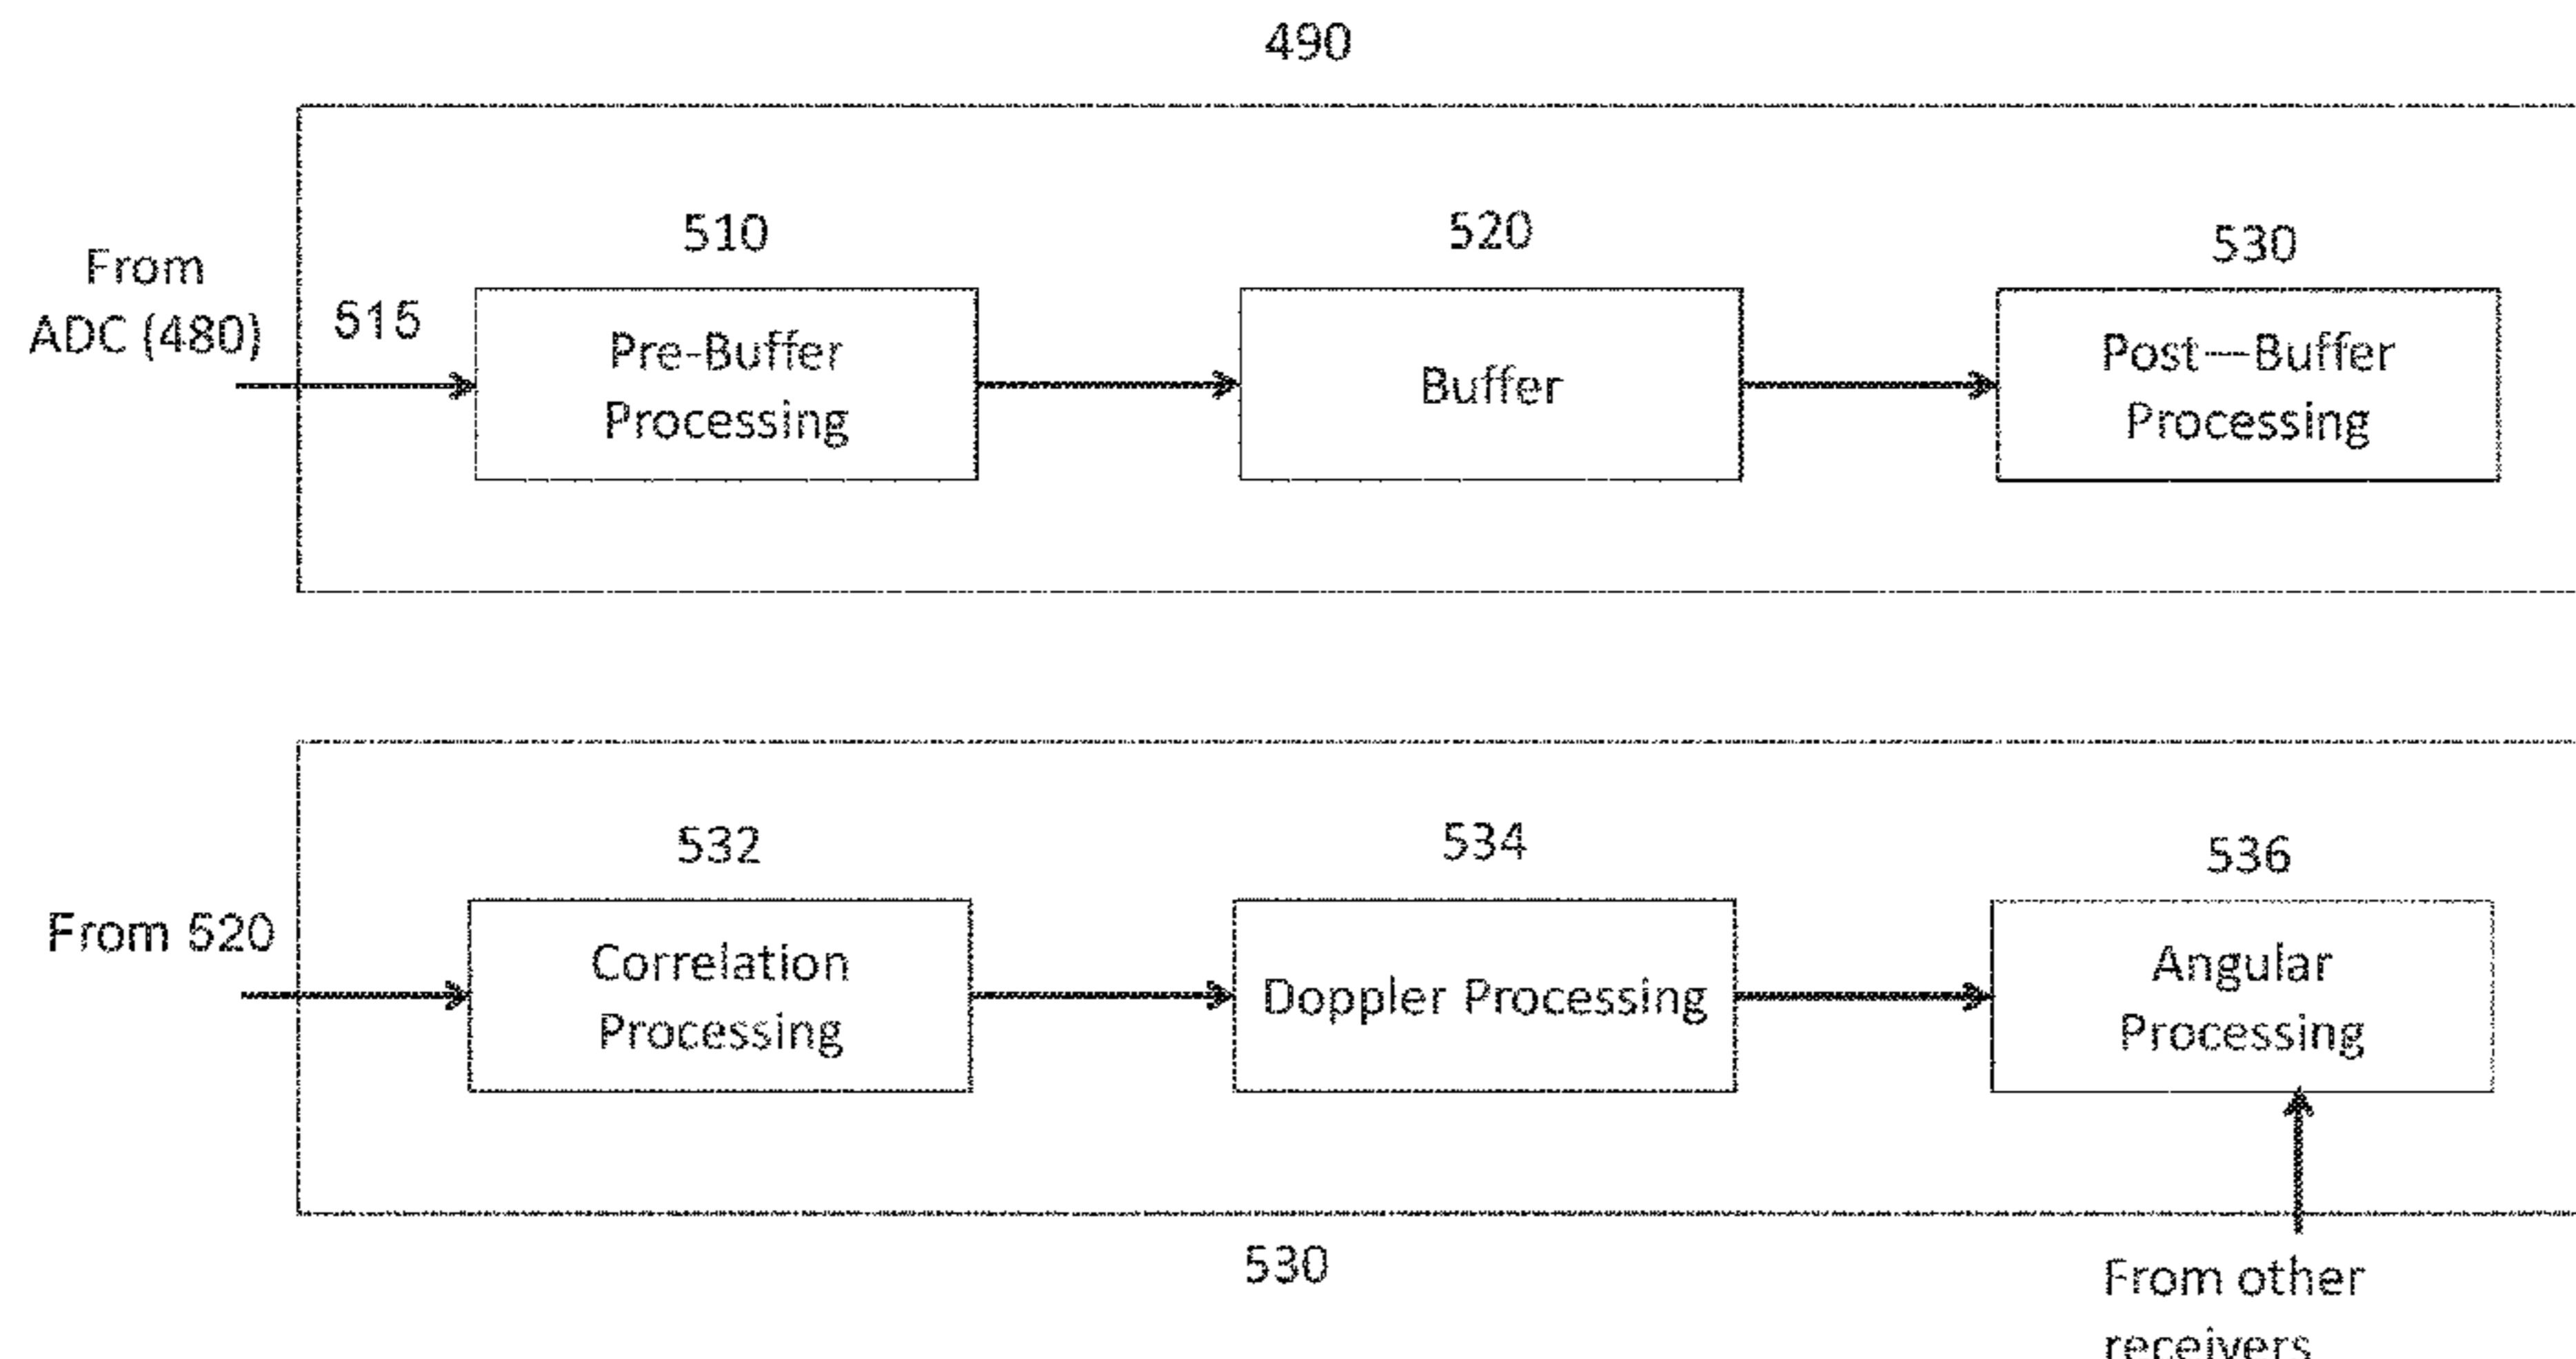 490
510
520
530
From
ADC (480)
515
Pre-Buffer
Processing
Buffer
Post—Buffer
Processing
532
534
536
From 520
Correlation
Processing
Doppler Processing
Angular
Processing
530
From other
receivers